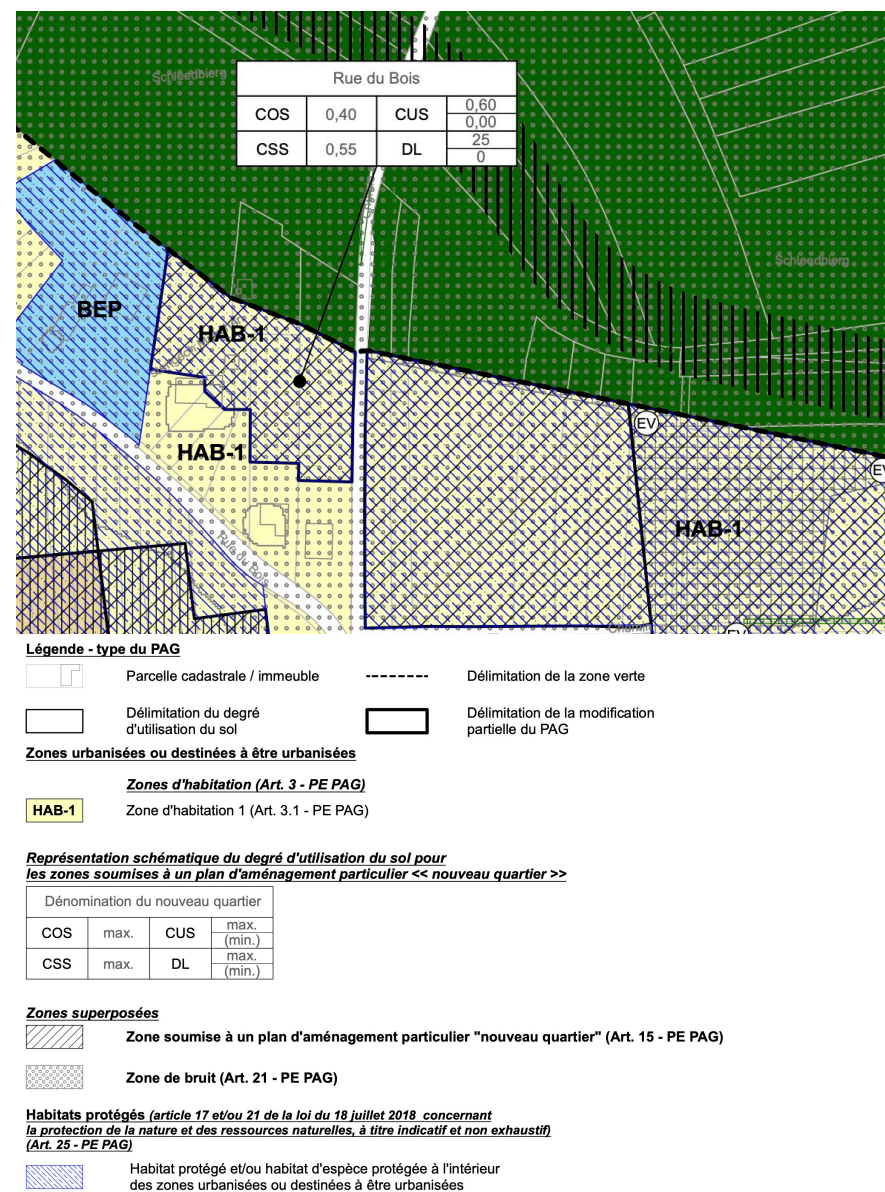 Schleedbierg
Rue du Bois
COS 0,40 CUS 0,60
0,00
CSS 0,55 DL 25
0
Schleedbierg
BEP
HAB-1
EV
HAB-1
EV
HAB-1
Rue du Bois
Chemin
EV
Légende - type du PAG
Parcelle cadastrale / immeuble
Délimitation de la zone verte
Délimitation du degré
d'utilisation du sol
Délimitation de la modification
partielle du PAG
Zones urbanisées ou destinées à être urbanisées
Zones d'habitation (Art. 3 - PE PAG)
HAB-1 Zone d'habitation 1 (Art. 3.1 - PE PAG)
Représentation schématique du degré d'utilisation du sol pour
les zones soumises à un plan d'aménagement particulier << nouveau quartier >>
Dénomination du nouveau quartier
COS max. CUS max.
(min.)
CSS max. DL max.
(min.)
Zones superposées
Zone soumise à un plan d'aménagement particulier "nouveau quartier" (Art. 15 - PE PAG)
Zone de bruit (Art. 21 - PE PAG)
Habitats protégés (article 17 et/ou 21 de la loi du 18 juillet 2018 concernant
la protection de la nature et des ressources naturelles, à titre indicatif et non exhaustif)
(Art. 25 - PE PAG)
Habitat protégé et/ou habitat d'espèce protégée à l'intérieur
des zones urbanisées ou destinées à être urbanisées